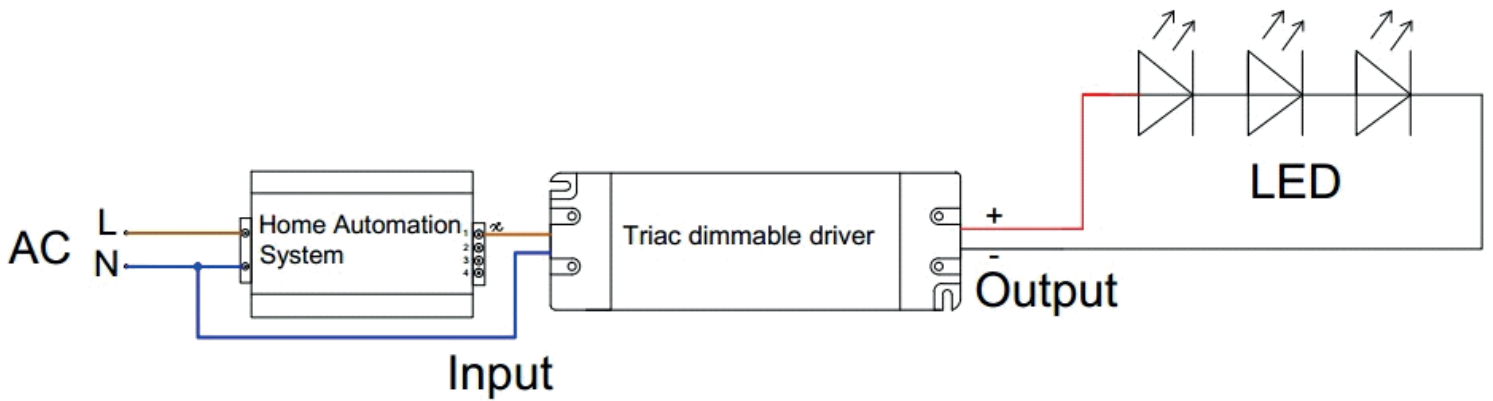 AC
L
N
Home Automation
System
1
2
3
4
Input
Triac dimmable driver
+
-
Output
LED